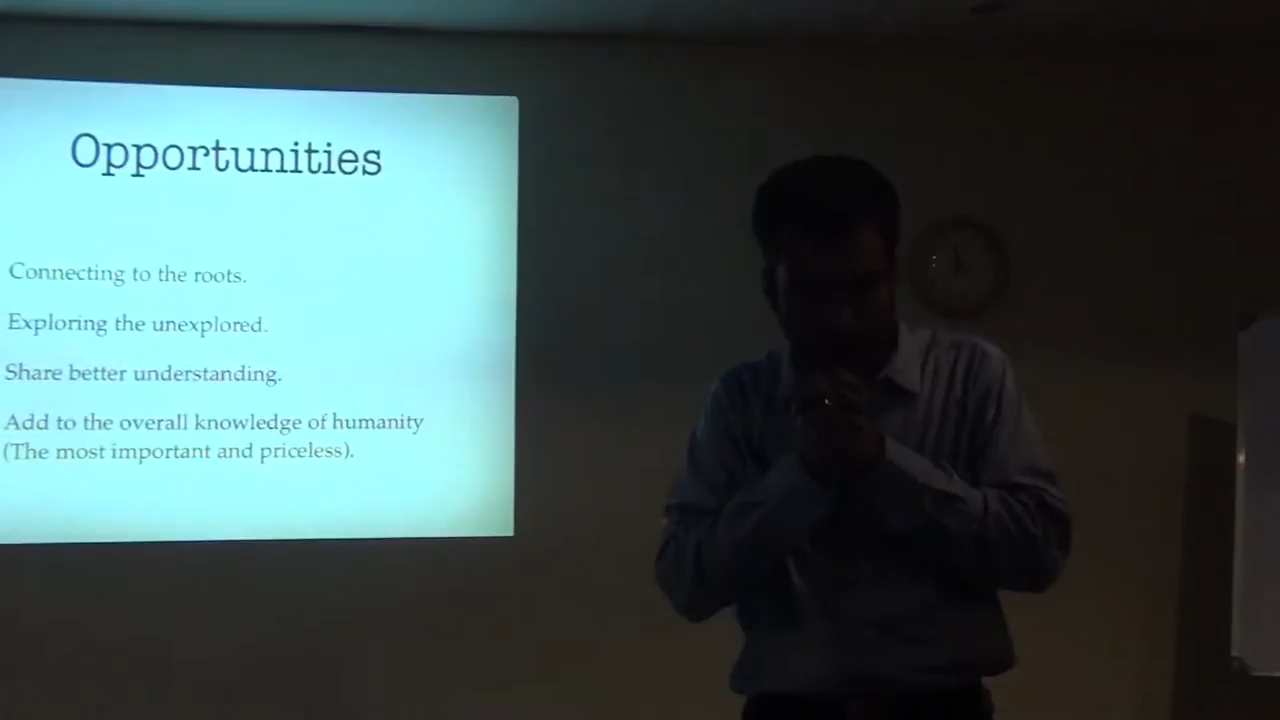 Opportunities
Connecting to the roots.
Exploring the unexplored.
Share better understanding.
Add to the overall knowledge of humanity
(The most important and priceless).